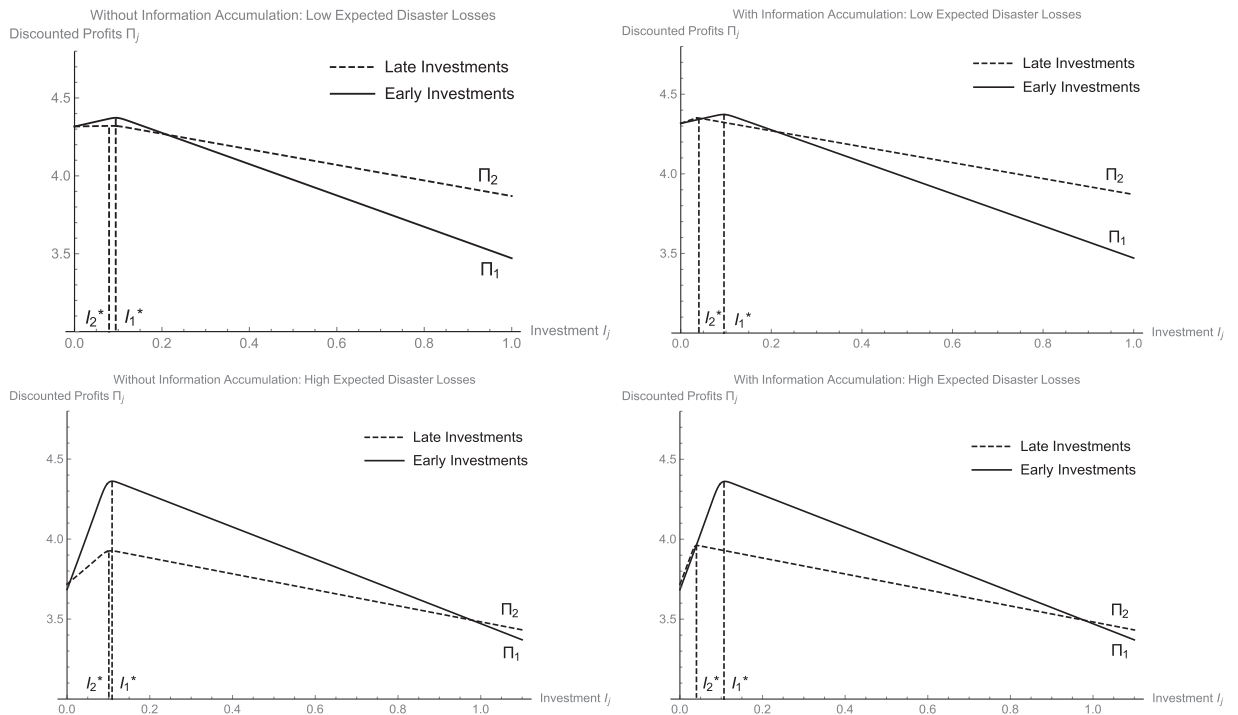 Without Information Accumulation: Low Expected Disaster Losses
Discounted Profits Πj
Late Investments
Early Investments
4.5
4.0
3.5
Π2
Π1
I2* I1*
Investment Ij
0.0 0.2 0.4 0.6 0.8 1.0
With Information Accumulation: Low Expected Disaster Losses
Discounted Profits Πj
Late Investments
Early Investments
4.5
4.0
3.5
Π2
Π1
I2* I1*
Investment Ij
0.0 0.2 0.4 0.6 0.8 1.0
Without Information Accumulation: High Expected Disaster Losses
Discounted Profits Πj
Late Investments
Early Investments
4.5
4.0
3.5
Π2
Π1
I2* I1*
Investment Ij
0.0 0.2 0.4 0.6 0.8 1.0
With Information Accumulation: High Expected Disaster Losses
Discounted Profits Πj
Late Investments
Early Investments
4.5
4.0
3.5
Π2
Π1
I2* I1*
Investment Ij
0.0 0.2 0.4 0.6 0.8 1.0